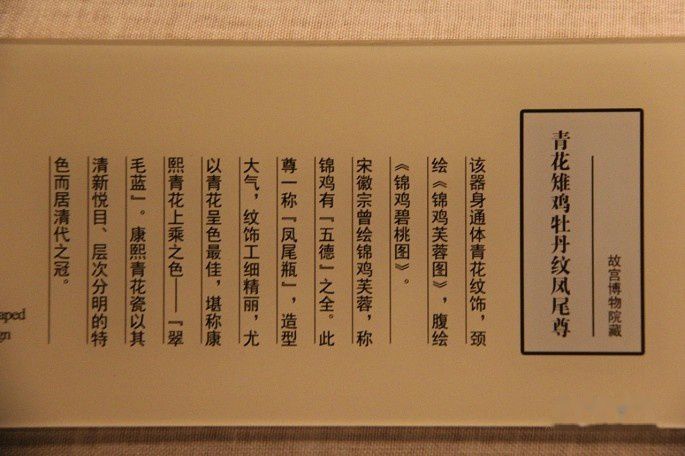 故宫博物院藏
青花雉鸡牡丹纹凤尾尊
该器身通体青花纹饰，颈
绘《锦鸡芙蓉图》，腹绘
《锦鸡碧桃图》。
宋徽宗曾绘锦鸡芙蓉，称
锦鸡有『五德』之全。此
尊一称『凤尾瓶』，造型
大气，纹饰工细精丽，尤
以青花呈色最佳，堪称康
熙青花上乘之色——『翠
毛蓝』。康熙青花瓷以其
清新悦目、层次分明的特
色而居清代之冠。
aped
gn